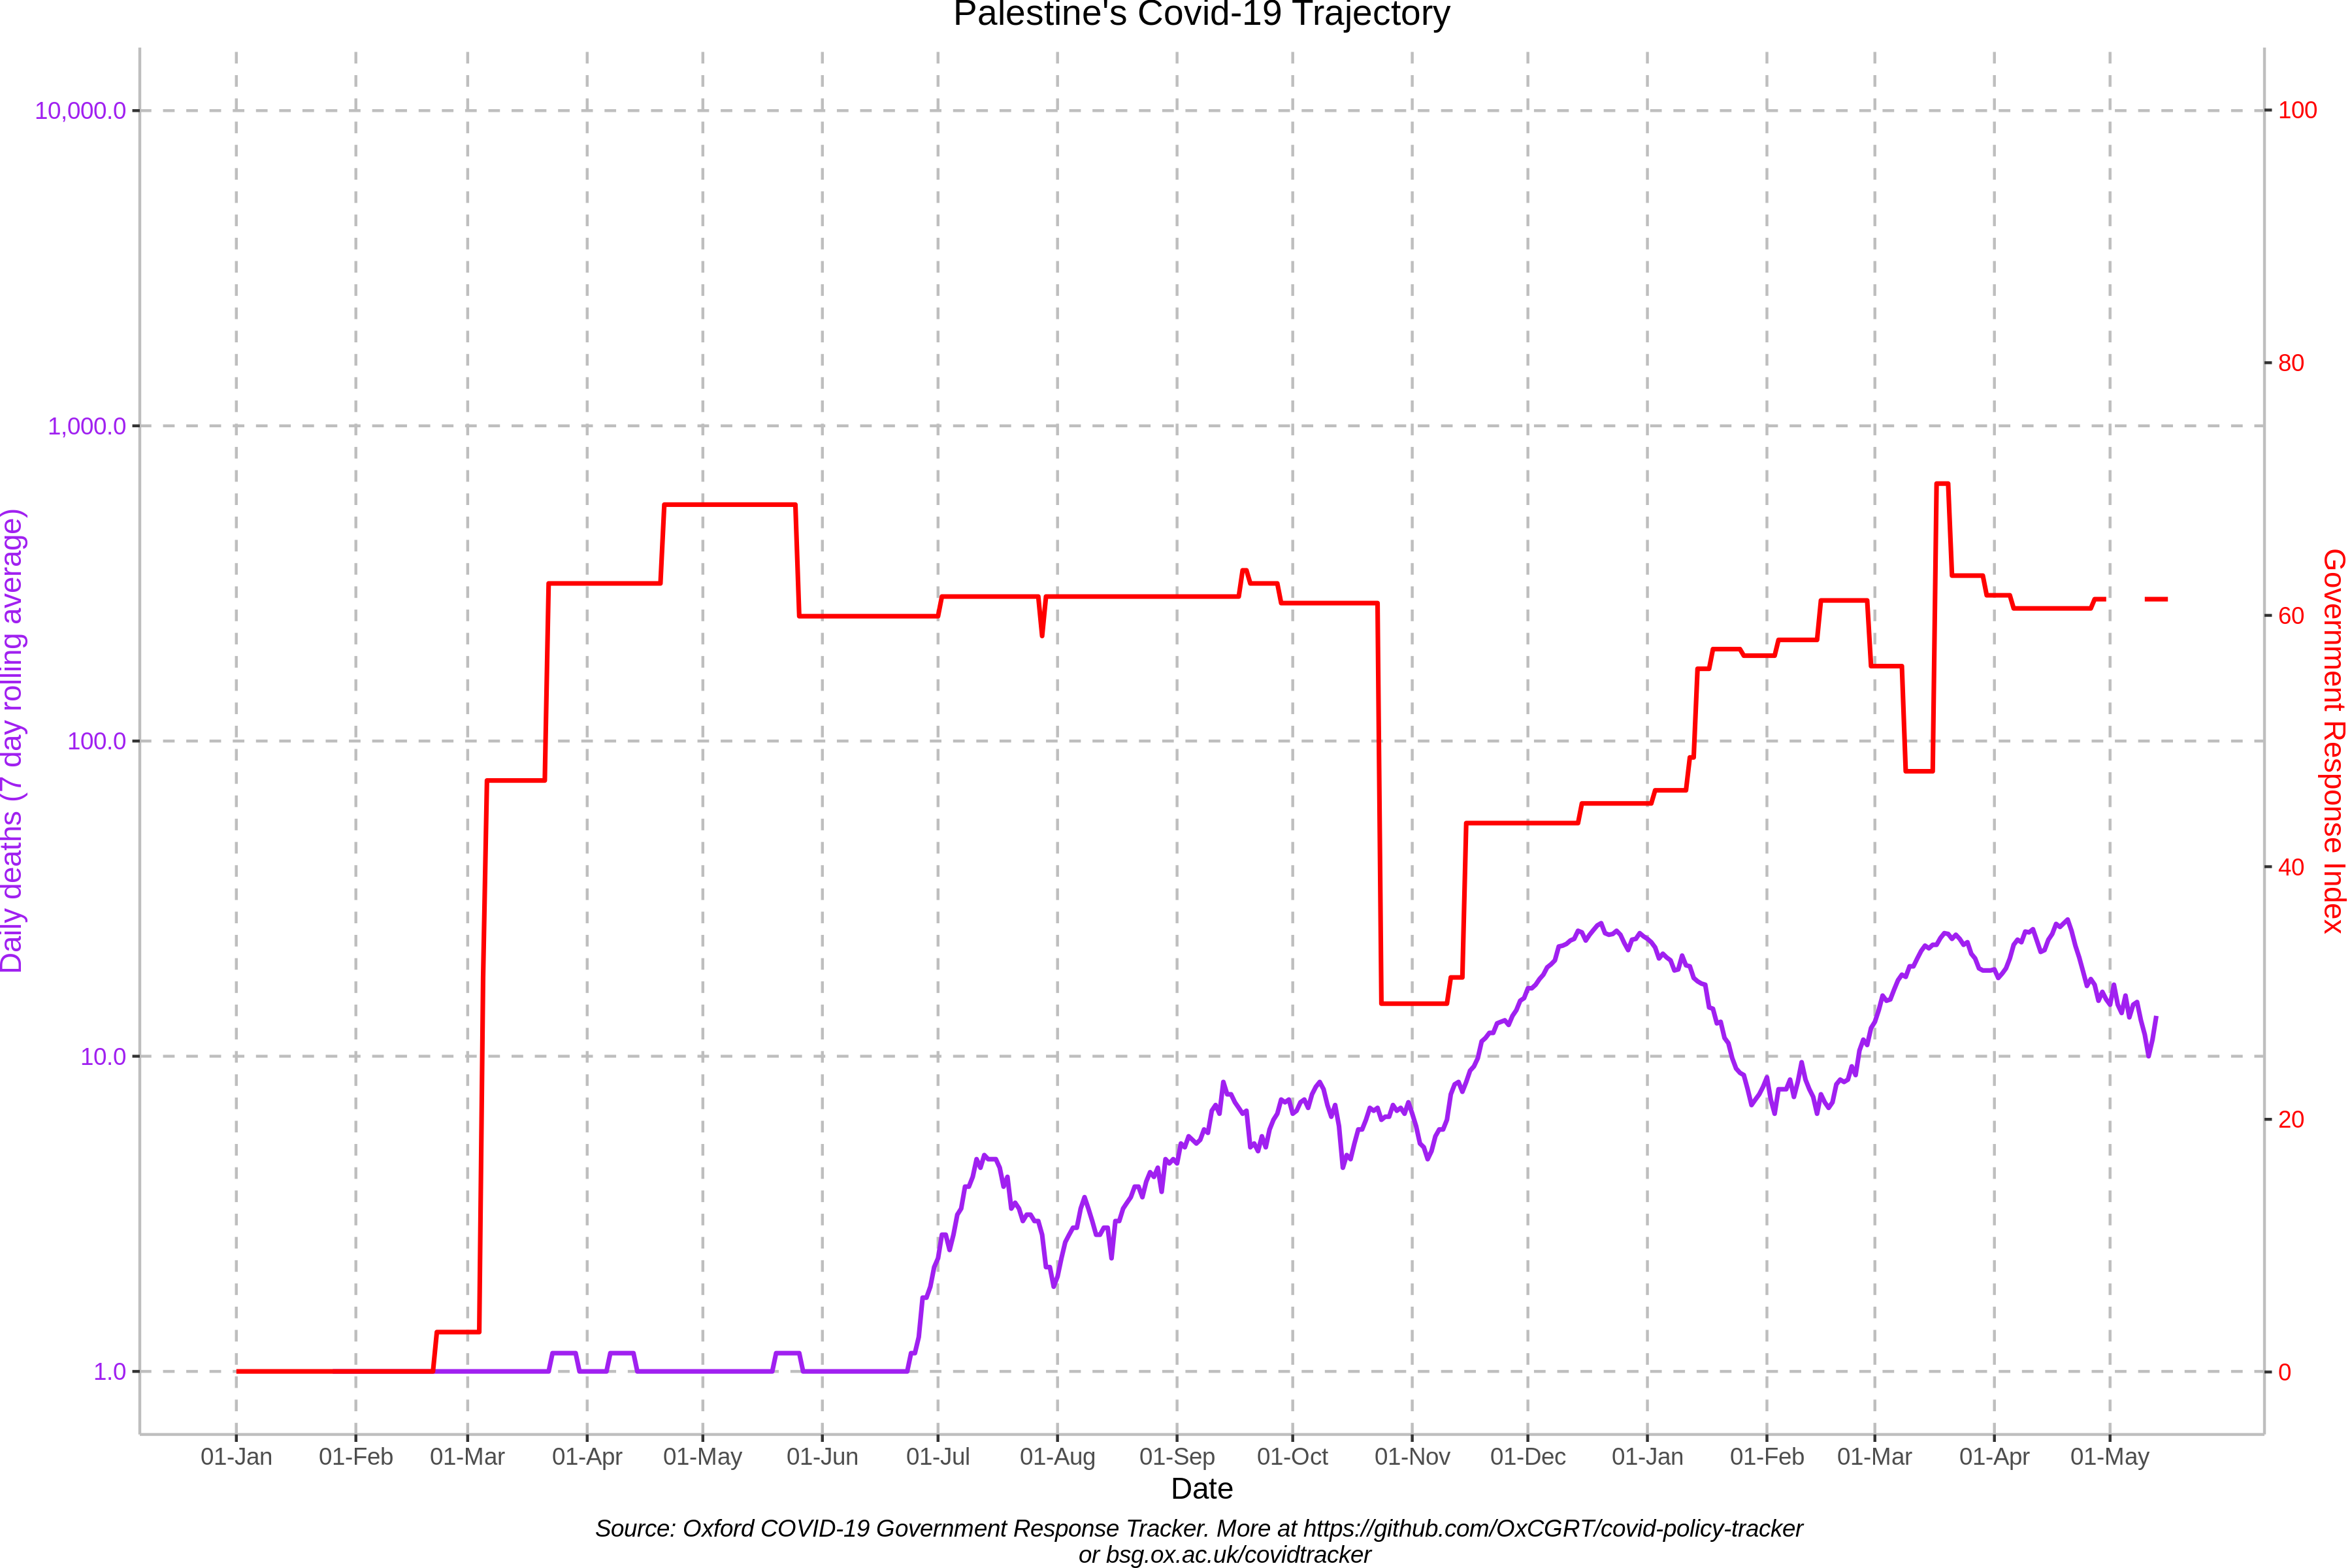 Palestine's Covid-19 Trajectory
Daily deaths (7 day rolling average)
10,000.0
1,000.0
100.0
10.0
1.0
100
80
60
40
20
0
Government Response Index
01-Jan 01-Feb 01-Mar 01-Apr 01-May 01-Jun 01-Jul 01-Aug 01-Sep 01-Oct 01-Nov 01-Dec 01-Jan 01-Feb 01-Mar 01-Apr 01-May
Date
Source: Oxford COVID-19 Government Response Tracker. More at https://github.com/OxCGRT/covid-policy-tracker
or bsg.ox.ac.uk/covidtracker